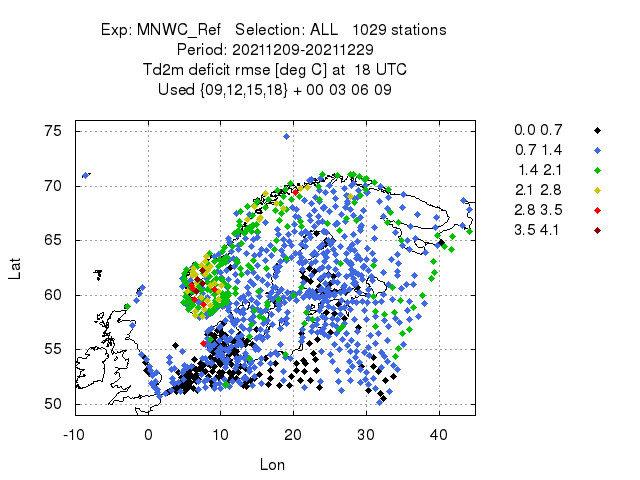 Exp: MNWC_Ref Selection: ALL 1029 stations
Period: 20211209-20211229
Td2m deficit rmse [deg C] at 18 UTC
Used {09,12,15,18} + 00 03 06 09
75
70
65
60
55
50
-10 0 10 20 30 40
Lat
Lon
0.0 0.7
0.7 1.4
1.4 2.1
2.1 2.8
2.8 3.5
3.5 4.1